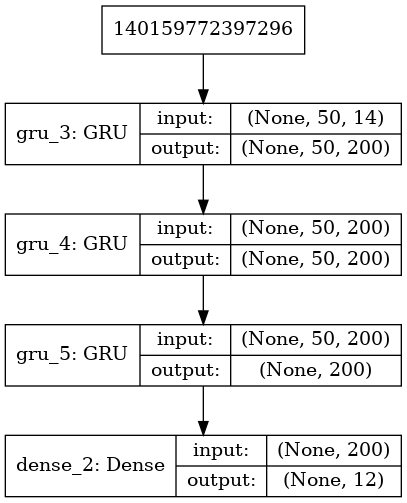 140159772397296
gru_3: GRU
input: (None, 50, 14)
output: (None, 50, 200)
gru_4: GRU
input: (None, 50, 200)
output: (None, 50, 200)
gru_5: GRU
input: (None, 50, 200)
output: (None, 200)
dense_2: Dense
input: (None, 200)
output: (None, 12)